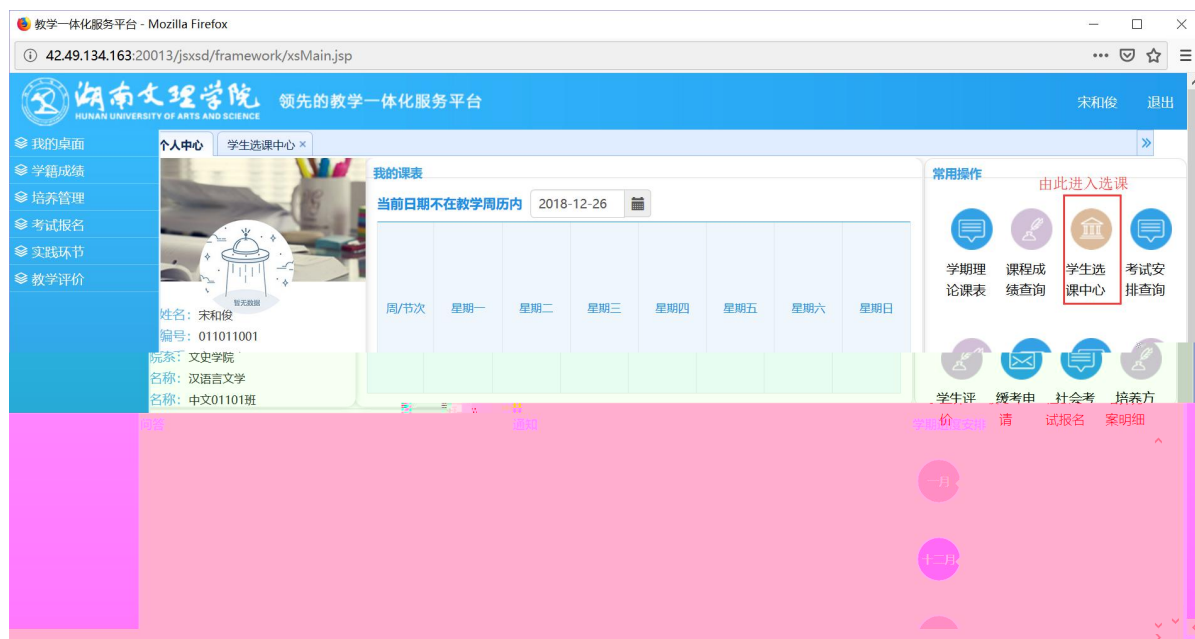 教学一体化服务平台 - Mozilla Firefox
42.49.134.163:20013/jsxsd/framework/xsMain.jsp
湖南文理学院
HUNAN UNIVERSITY OF ARTS AND SCIENCE
领先的教学一体化服务平台
宋和俊 退出
我的桌面
学籍成绩
培养管理
考试报名
实践环节
教学评价
个人中心 学生选课中心 ×
暂无数据
姓名：宋和俊
编号：011011001
院系：文史学院
名称：汉语言文学
名称：中文01101班
我的课表
当前日期不在教学周历内 2018-12-26
周/节次 星期一 星期二 星期三 星期四 星期五 星期六 星期日
常用操作
由此进入选课
学期理论课表
课程成绩查询
学生选课中心
考试安排查询
学生评价
缓考申请
社会考试报名
培养方案明细
问答
通知
一月
十二月